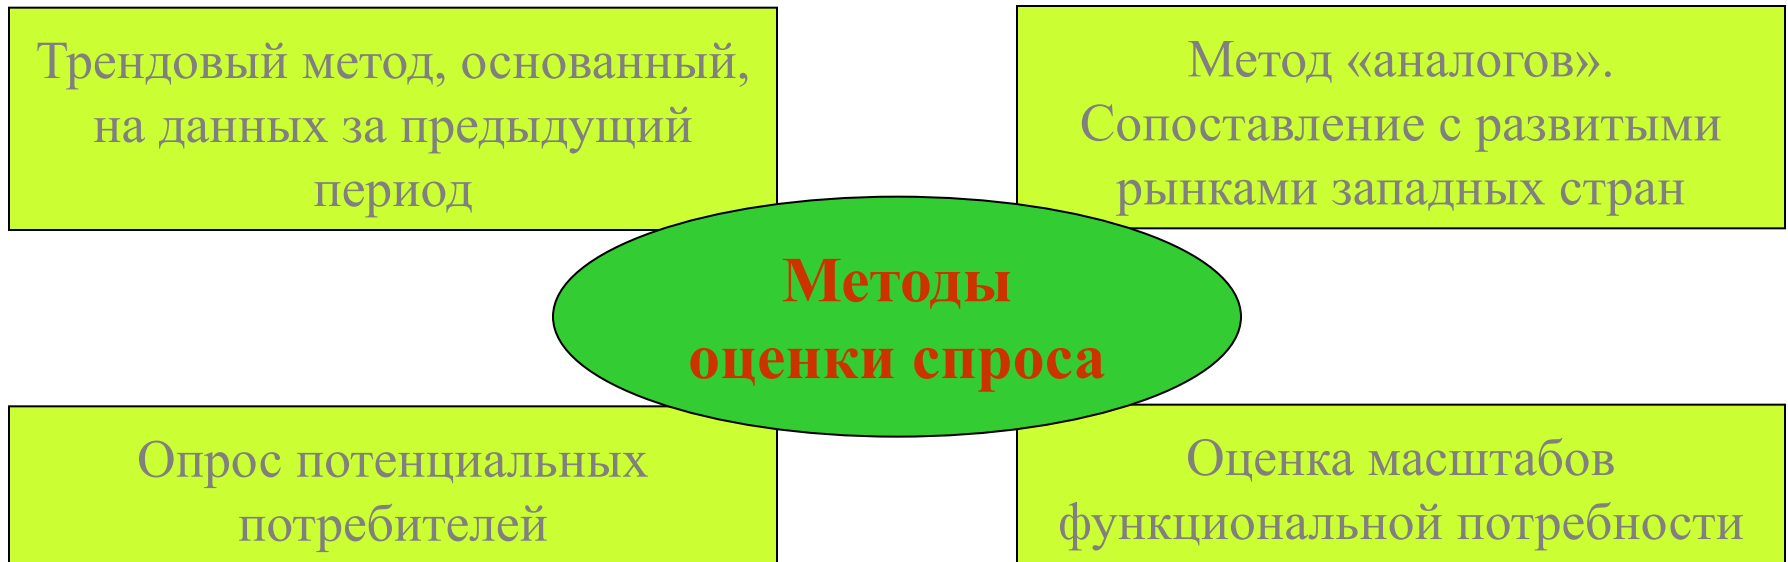 Трендовый метод, основанный,
на данных за предыдущий
период
Метод «аналогов».
Сопоставление с развитыми
рынками западных стран
Методы
оценки спроса
Опрос потенциальных
потребителей
Оценка масштабов
функциональной потребности